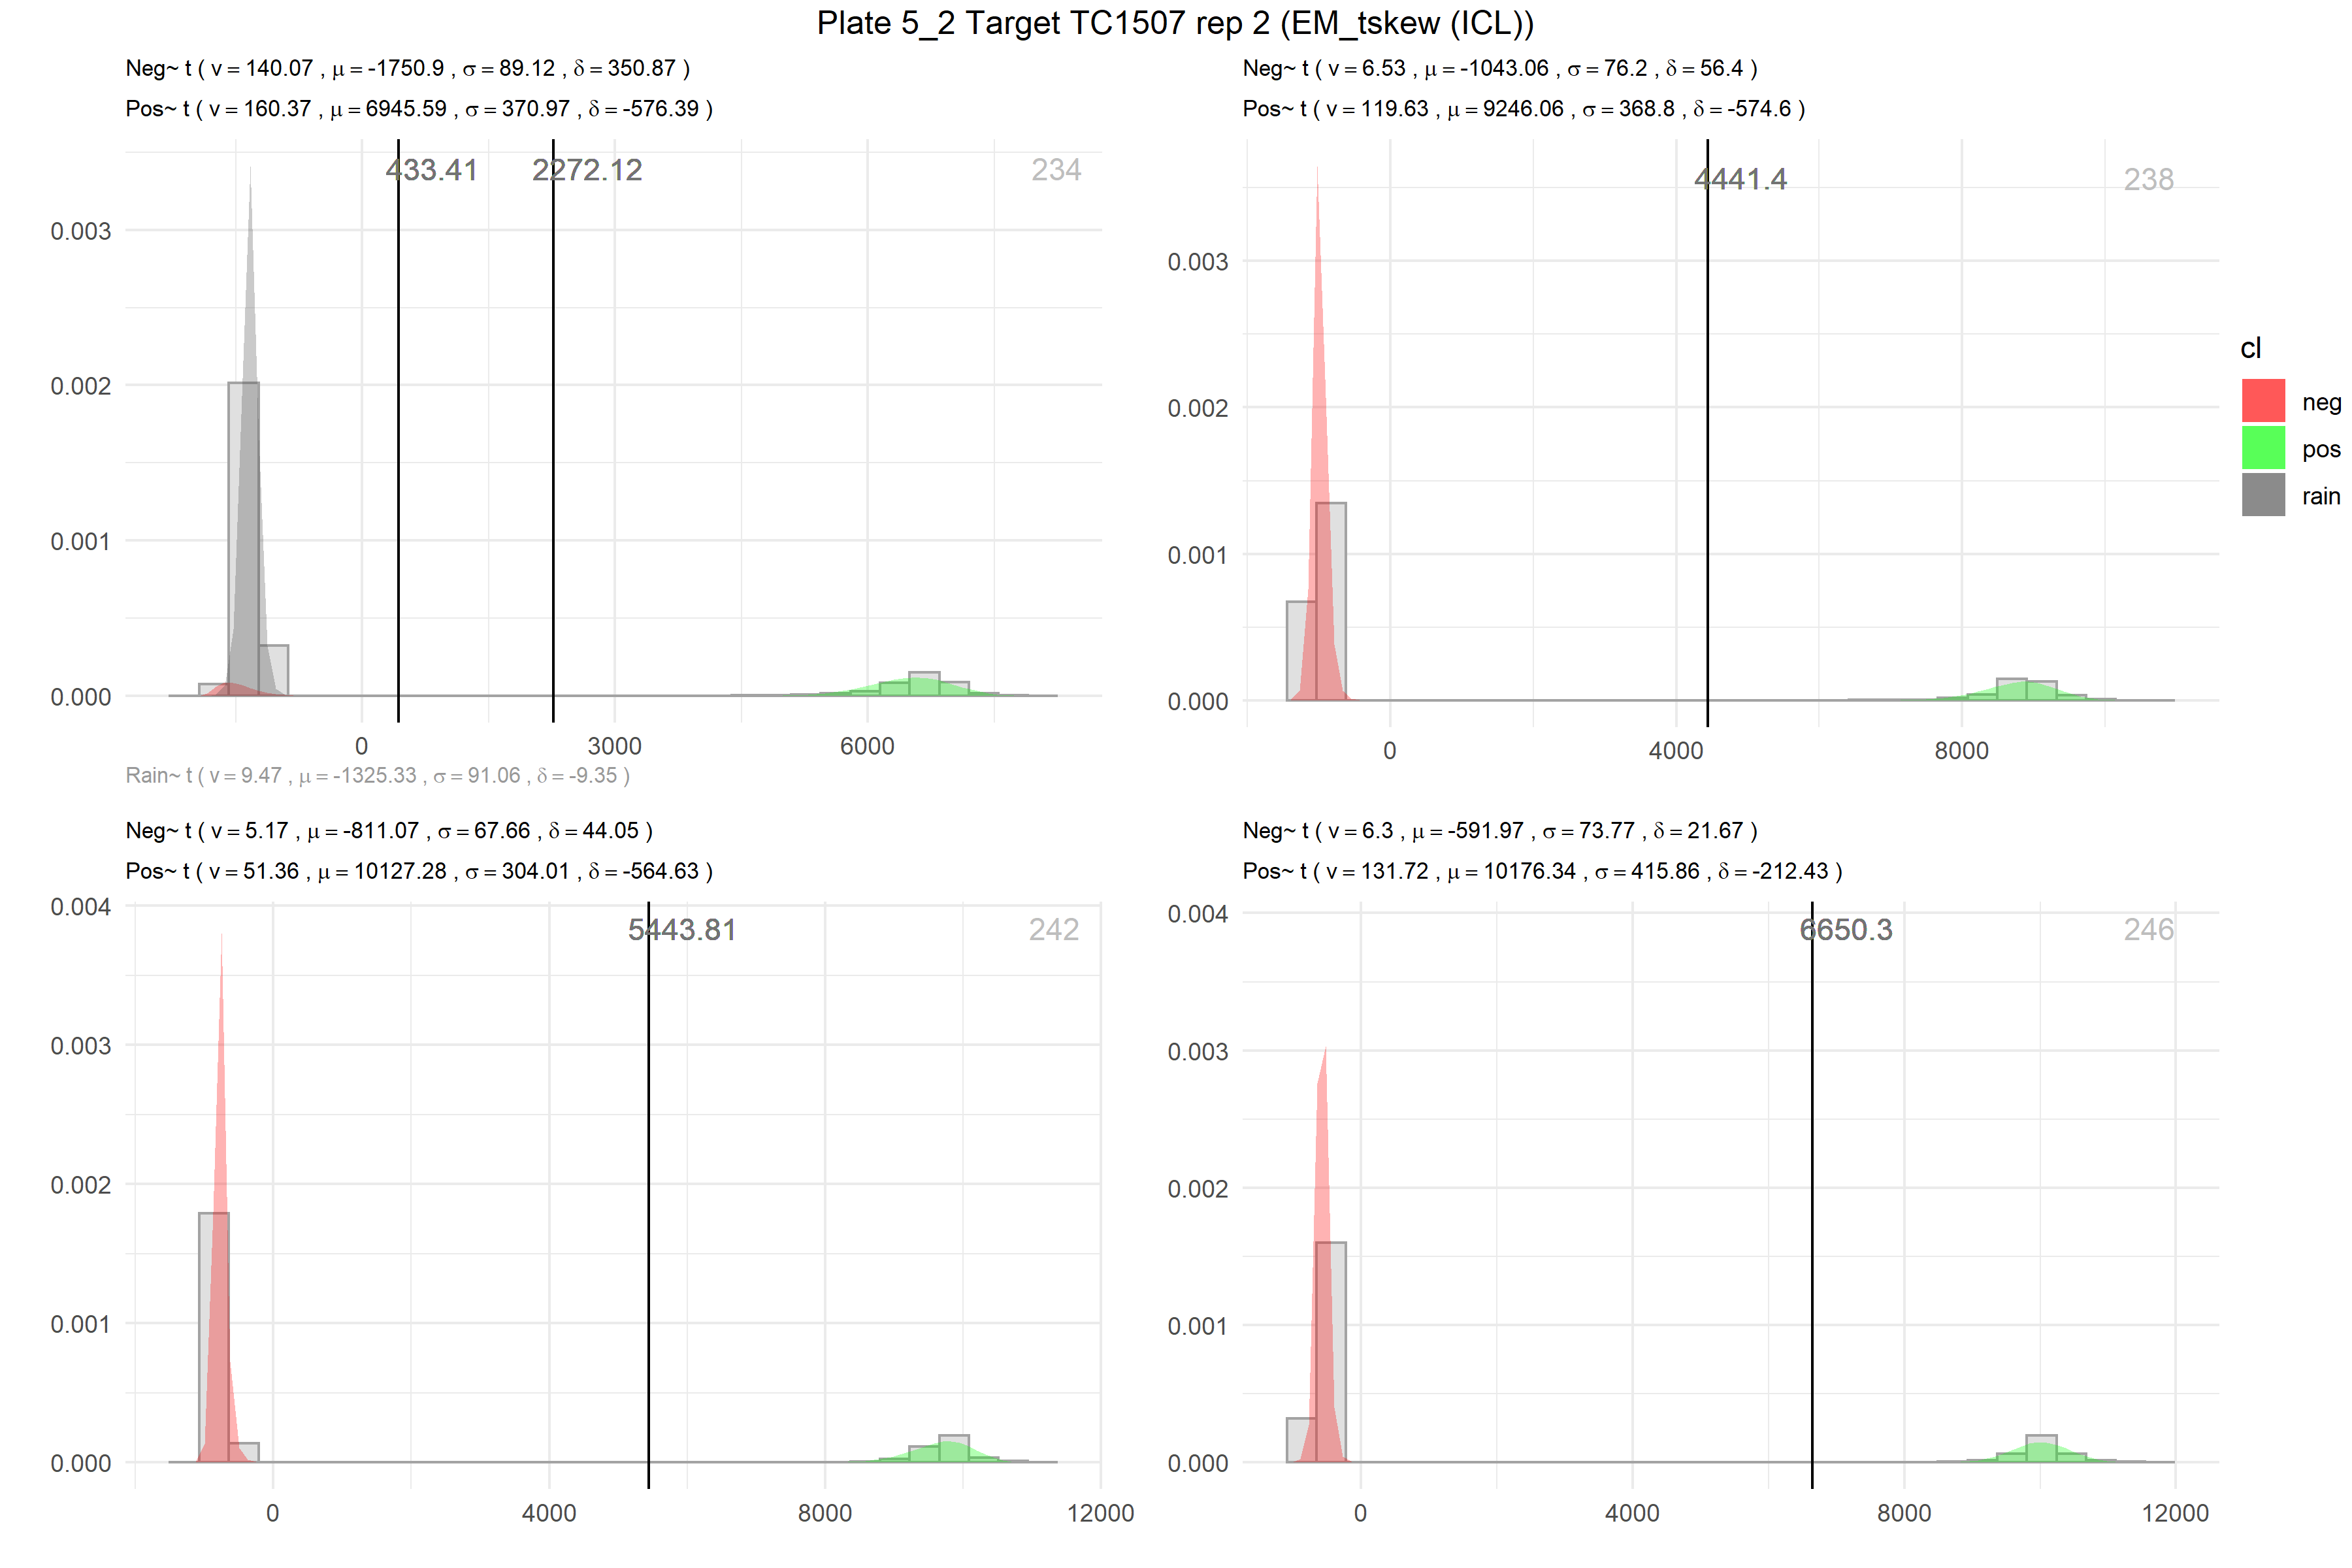 Plate 5_2 Target TC1507 rep 2 (EM_tskew (ICL))
Neg~ t ( v = 140.07 , μ = -1750.9 , σ = 89.12 , δ = 350.87 )
Pos~ t ( v = 160.37 , μ = 6945.59 , σ = 370.97 , δ = -576.39 )
433.41 2272.12 234
0.003
0.002
0.001
0.000
0 3000 6000
Rain~ t ( v = 9.47 , μ = -1325.33 , σ = 91.06 , δ = -9.35 )
Neg~ t ( v = 6.53 , μ = -1043.06 , σ = 76.2 , δ = 56.4 )
Pos~ t ( v = 119.63 , μ = 9246.06 , σ = 368.8 , δ = -574.6 )
4441.4 238
0.003
0.002
0.001
0.000
0 4000 8000
cl
neg
pos
rain
Neg~ t ( v = 5.17 , μ = -811.07 , σ = 67.66 , δ = 44.05 )
Pos~ t ( v = 51.36 , μ = 10127.28 , σ = 304.01 , δ = -564.63 )
0.004
5443.81 242
0.003
0.002
0.001
0.000
0 4000 8000 12000
Neg~ t ( v = 6.3 , μ = -591.97 , σ = 73.77 , δ = 21.67 )
Pos~ t ( v = 131.72 , μ = 10176.34 , σ = 415.86 , δ = -212.43 )
0.004
6650.3 246
0.003
0.002
0.001
0.000
0 4000 8000 12000